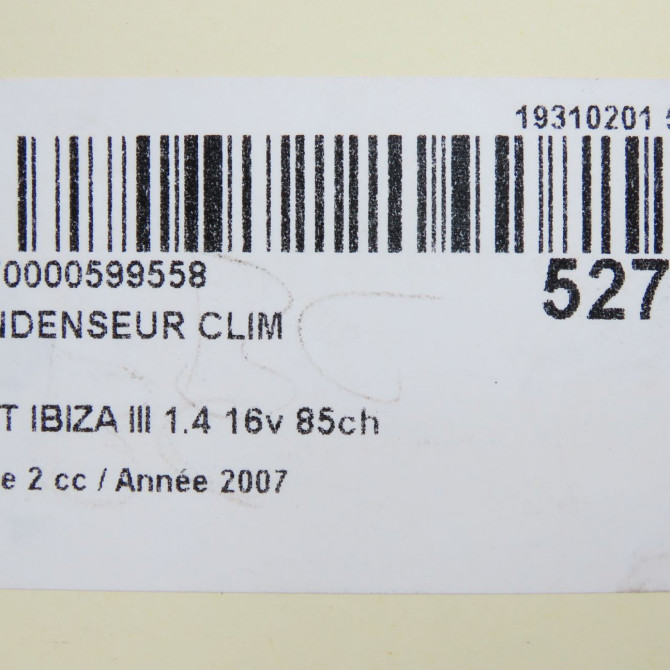 19310201
0000599558
527
NDENSEUR CLIM
T IBIZA III 1.4 16v 85ch
e 2 cc / Année 2007